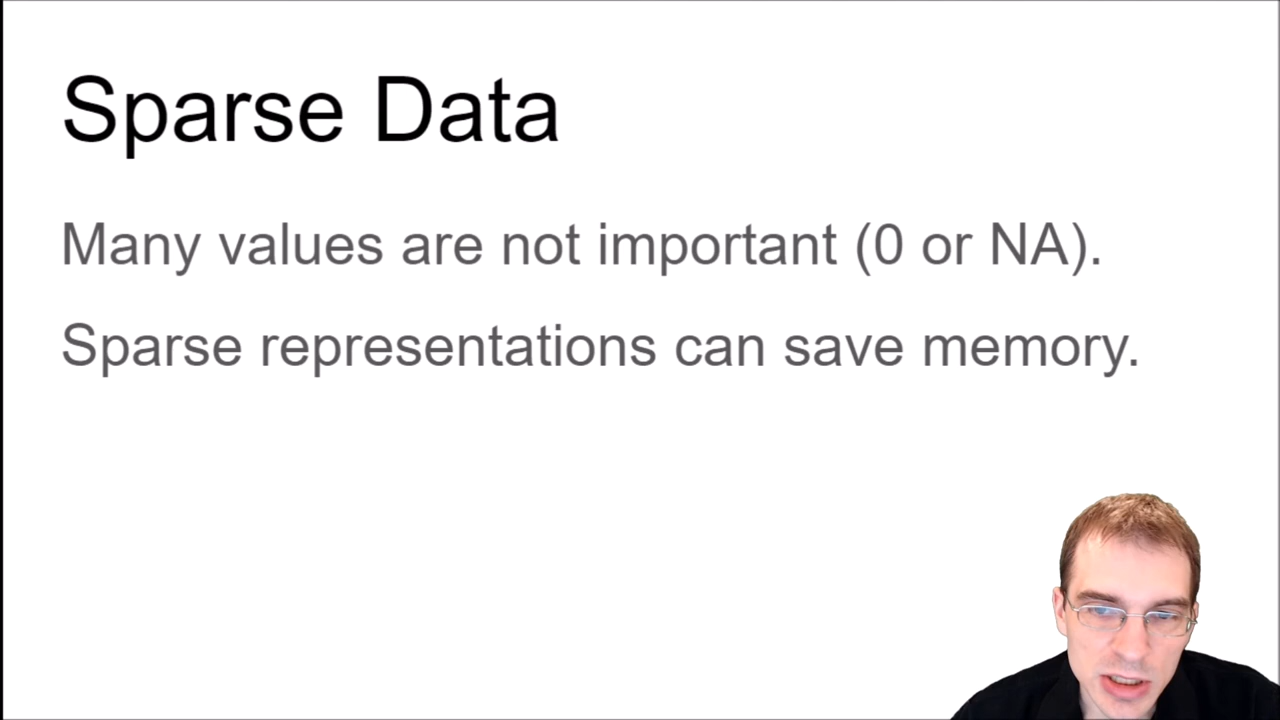 Sparse Data
Many values are not important (0 or NA).
Sparse representations can save memory.